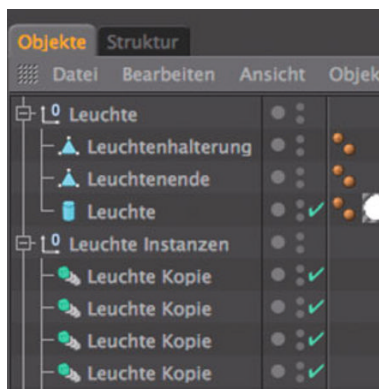 Objekte Struktur
Datei Bearbeiten Ansicht Objek
Leuchte
Leuchtenhalterung
Leuchtenende
Leuchte
Leuchte Instanzen
Leuchte Kopie
Leuchte Kopie
Leuchte Kopie
Leuchte Kopie